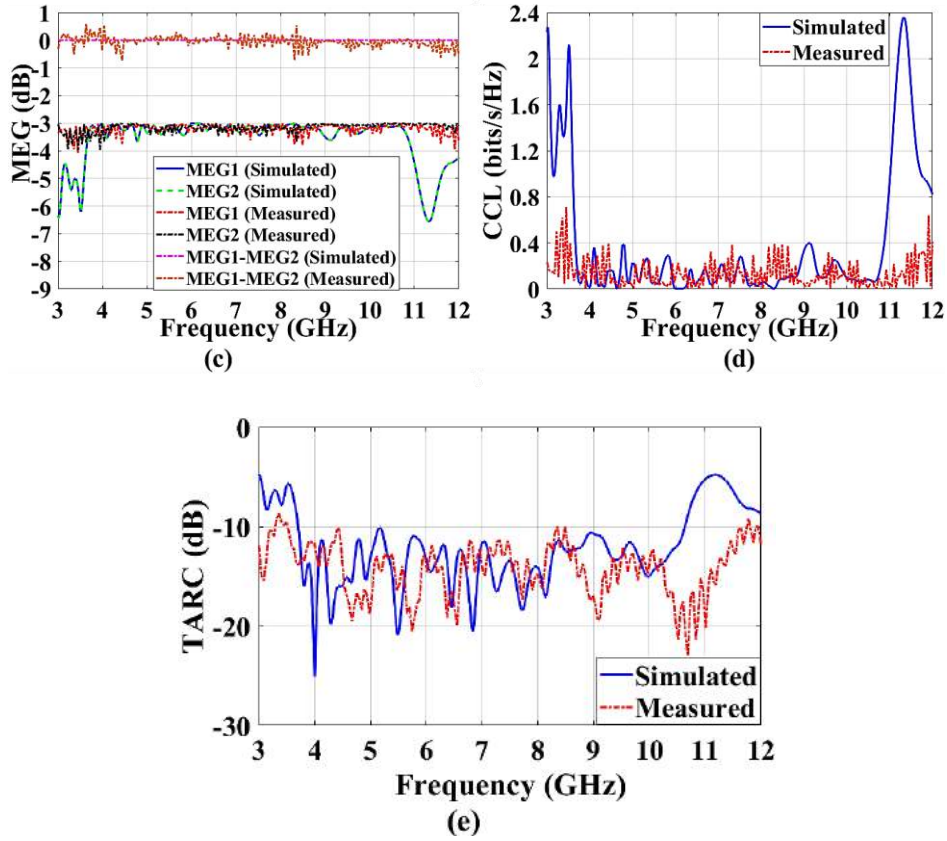 1
0
-1
-2
-3
-4
-5
-6
-7
-8
-9
MEG (dB)
MEG1 (Simulated)
MEG2 (Simulated)
MEG1 (Measured)
MEG2 (Measured)
MEG1-MEG2 (Simulated)
MEG1-MEG2 (Measured)
3 4 5 6 7 8 9 10 11 12
Frequency (GHz)
(c)
2.4
2
1.6
1.2
0.8
0.4
0
CCL (bits/s/Hz)
Simulated
Measured
3 4 5 6 7 8 9 10 11 12
Frequency (GHz)
(d)
0
-10
-20
-30
TARC (dB)
Simulated
Measured
3 4 5 6 7 8 9 10 11 12
Frequency (GHz)
(e)